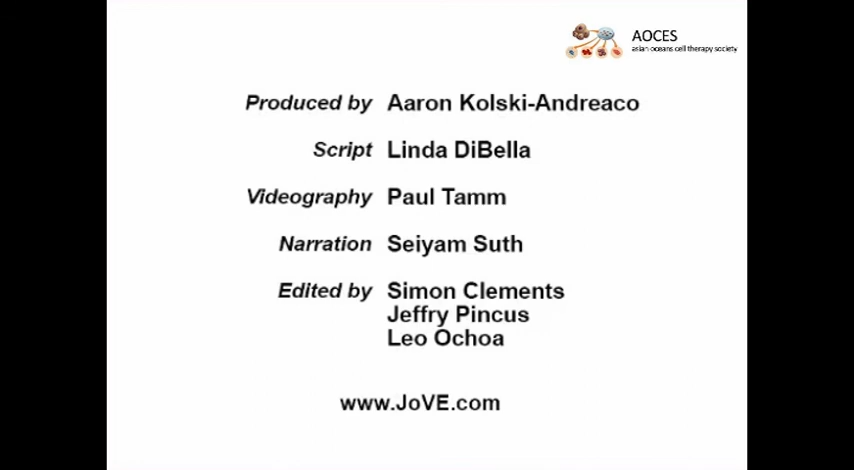 AOCES
asian oceans cell therapy society
Produced by Aaron Kolski-Andreaco
Script Linda DiBella
Videography Paul Tamm
Narration Seiyam Suth
Edited by Simon Clements
Jeffry Pincus
Leo Ochoa
www.JoVE.com